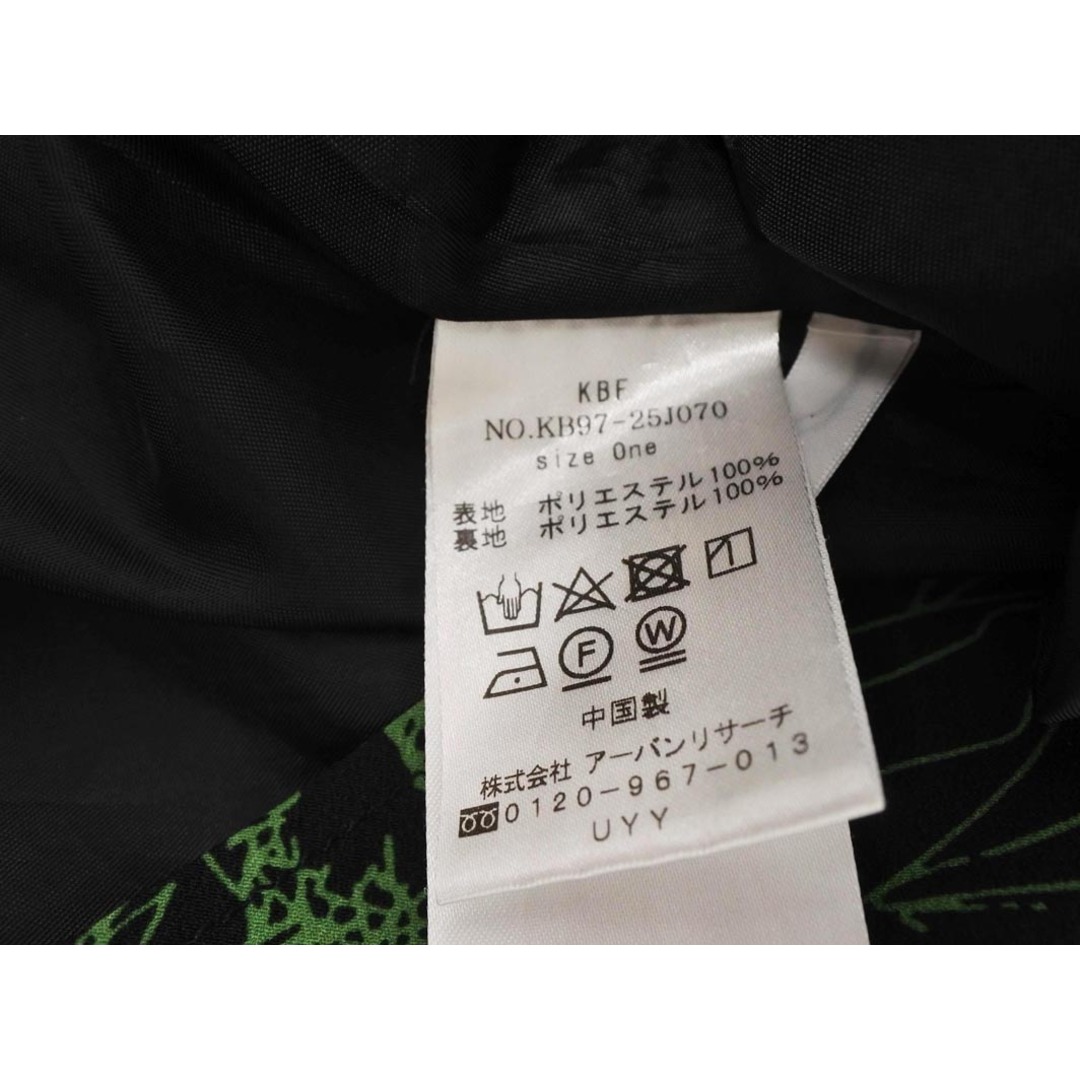 KBF
NO.KB97-25J070
size One
表地 ポリエステル100%
裏地 ポリエステル100%
F W
中国製
株式会社 アーバンリサーチ
0120-967-013
UYY